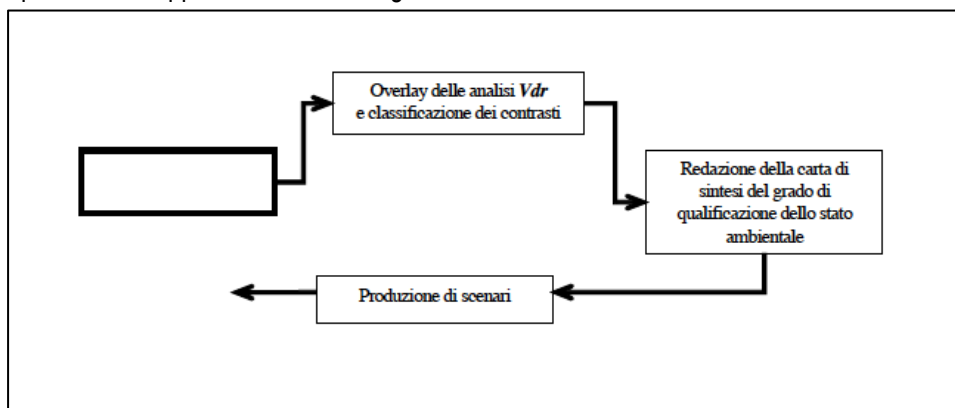 Overlay delle analisi Vdr
e classificazione dei contrasti
Redazione della carta di
sintesi del grado di
qualificazione dello stato
ambientale
Produzione di scenari